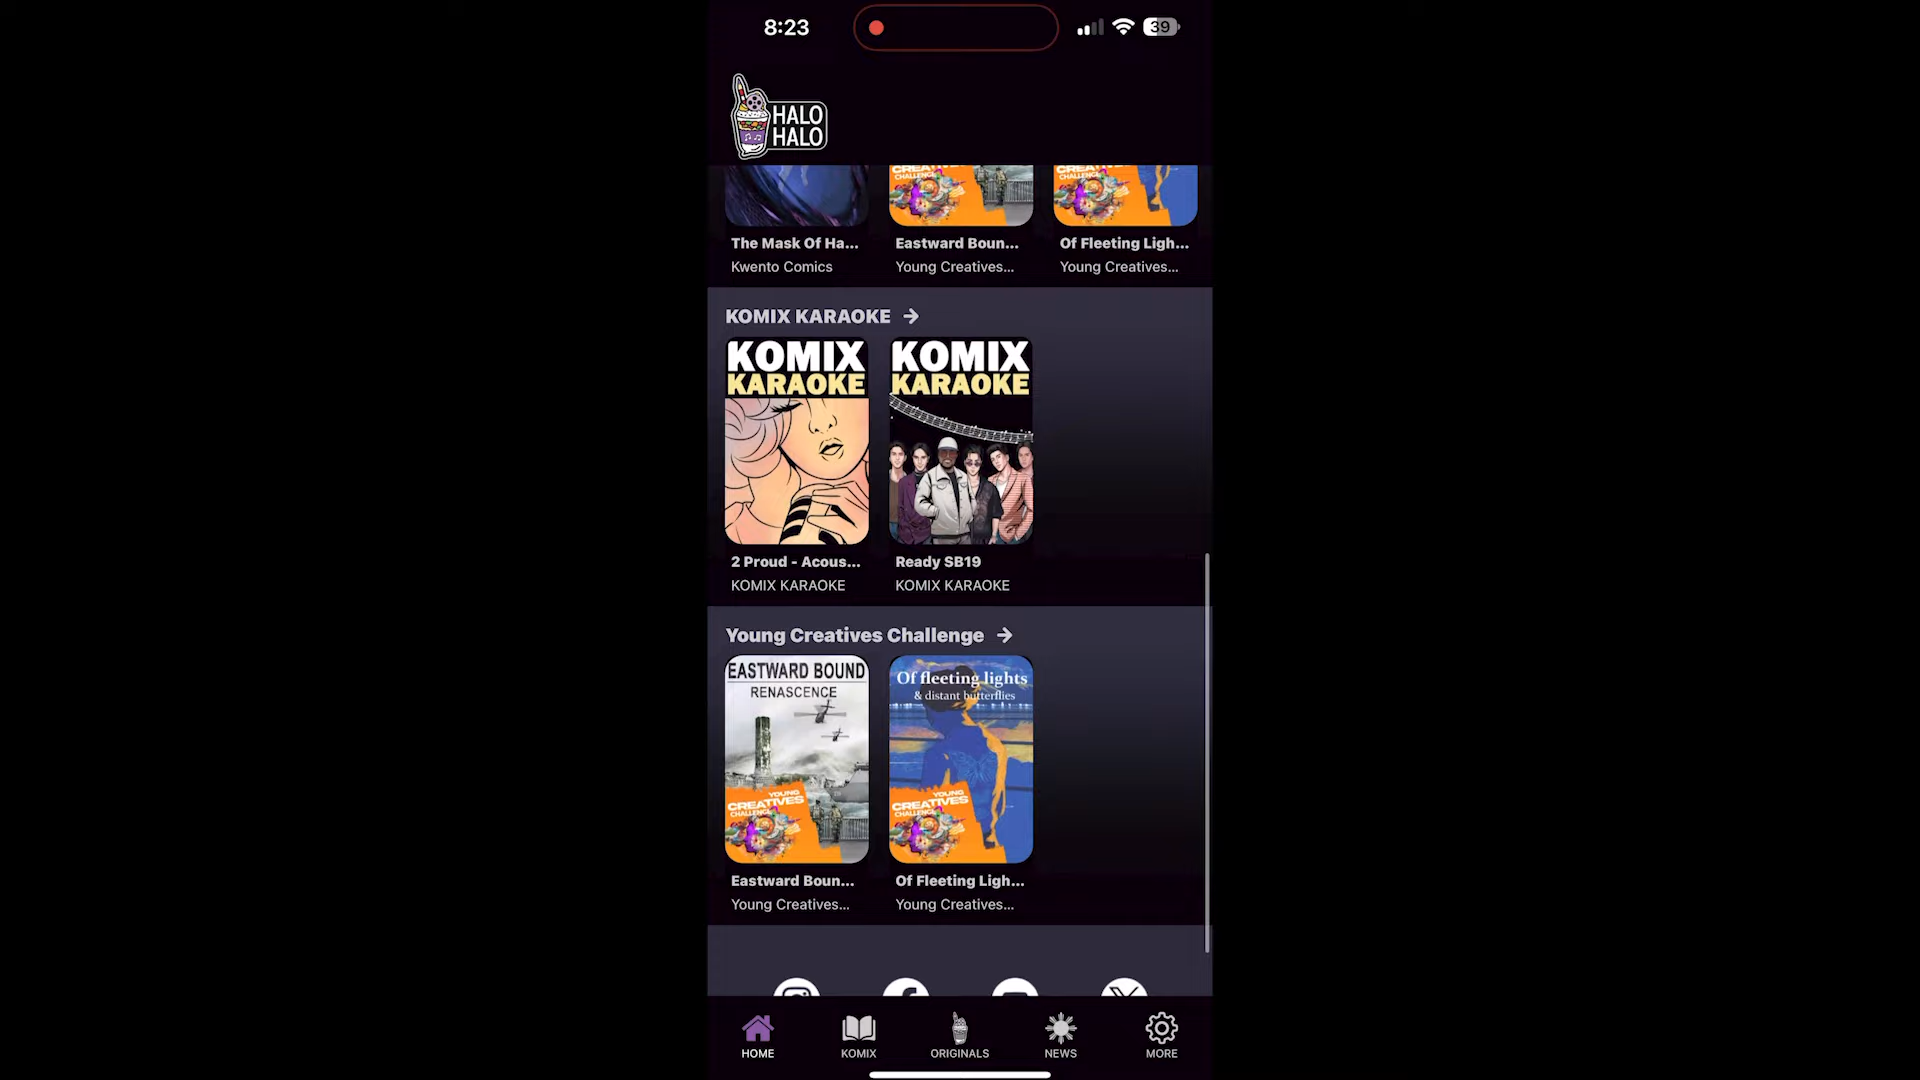 8:23
39
HALO
HALO
CREATIVES
CREATIVES
The Mask Of Ha...
Eastward Boun...
Of Fleeting Ligh...
Kwento Comics
Young Creatives...
Young Creatives...
KOMIX KARAOKE
KOMIX
KARAOKE
KOMIX
KARAOKE
2 Proud - Acous...
Ready SB19
KOMIX KARAOKE
KOMIX KARAOKE
Young Creatives Challenge
EASTWARD BOUND
RENASCENCE
YOUNG
CREATIVES
CHALLENGE
Of fleeting lights
& distant butterflies
YOUNG
CREATIVES
CHALLENGE
Eastward Boun...
Of Fleeting Ligh...
Young Creatives...
Young Creatives...
HOME
KOMIX
ORIGINALS
NEWS
MORE